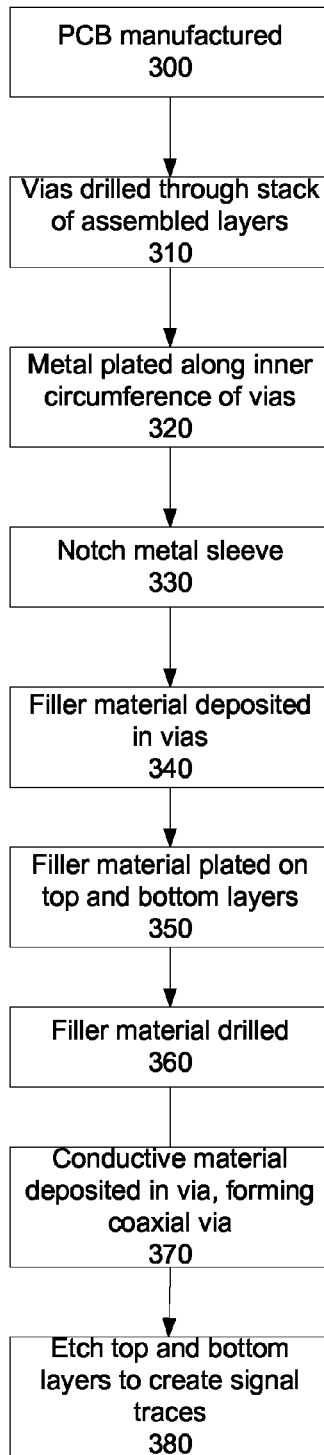 PCB manufactured
300
Vias drilled through stack
of assembled layers
310
Metal plated along inner
circumference of vias
320
Notch metal sleeve
330
Filler material deposited
in vias
340
Filler material plated on
top and bottom layers
350
Filler material drilled
360
Conductive material
deposited in via, forming
coaxial via
370
Etch top and bottom
layers to create signal
traces
380